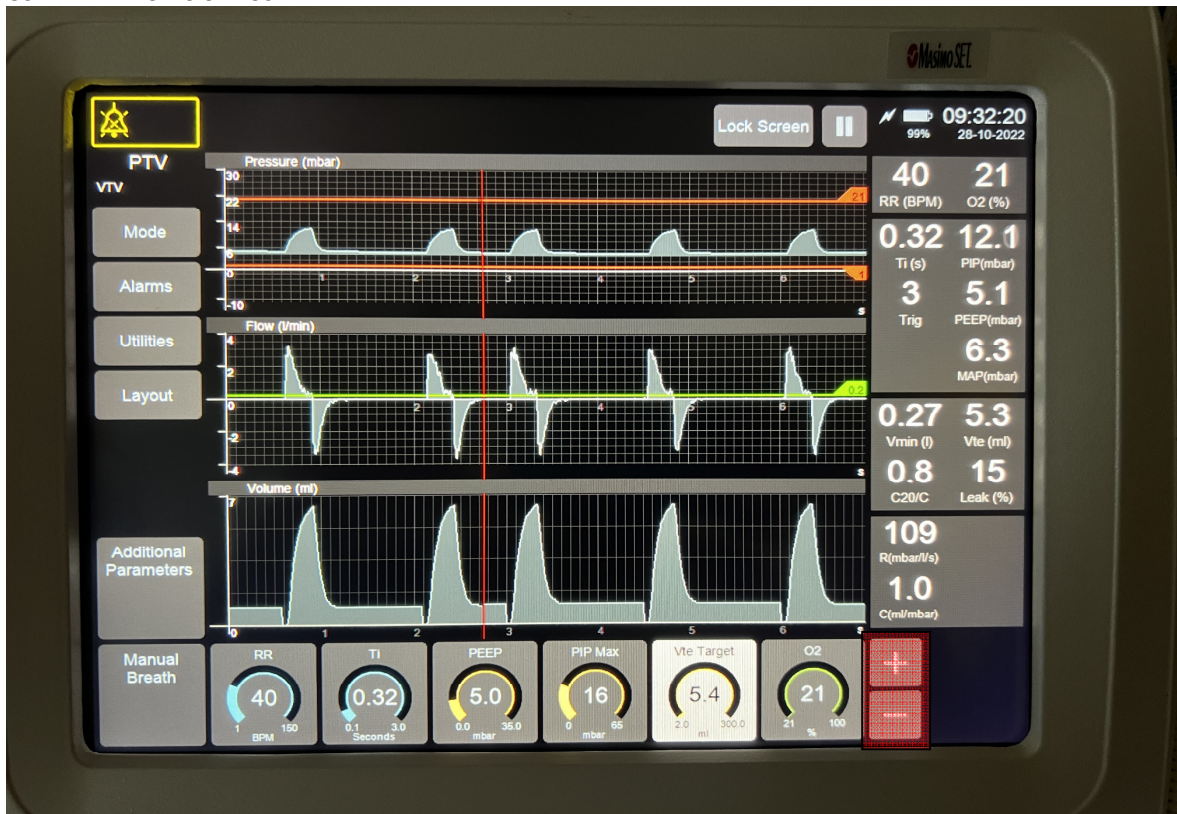 Masimo SET
Lock Screen
99%
09:32:20
28-10-2022
PTV
VTV
Mode
Alarms
Utilities
Layout
Additional
Parameters
Manual
Breath
Pressure (mbar)
30
22
14
6
0
-10
21
1
1 2 3 4 5 6
s
Flow (l/min)
4
2
0
-2
-4
0.2
2 3 4 5 6
s
Volume (ml)
7
0 1 2 3 4 5 6
s
40 21
RR (BPM) O2 (%)
0.32 12.1
Ti (s) PIP(mbar)
3 5.1
Trig PEEP(mbar)
6.3
MAP(mbar)
0.27 5.3
Vmin (l) Vte (ml)
0.8 15
C20/C Leak (%)
109
R(mbar/l/s)
1.0
C(ml/mbar)
RR
40
1 150
BPM
Ti
0.32
0.1 3.0
Seconds
PEEP
5.0
0.0 35.0
mbar
PIP Max
16
0 65
mbar
Vte Target
5.4
2.0 300.0
ml
O2
21
21 100
%